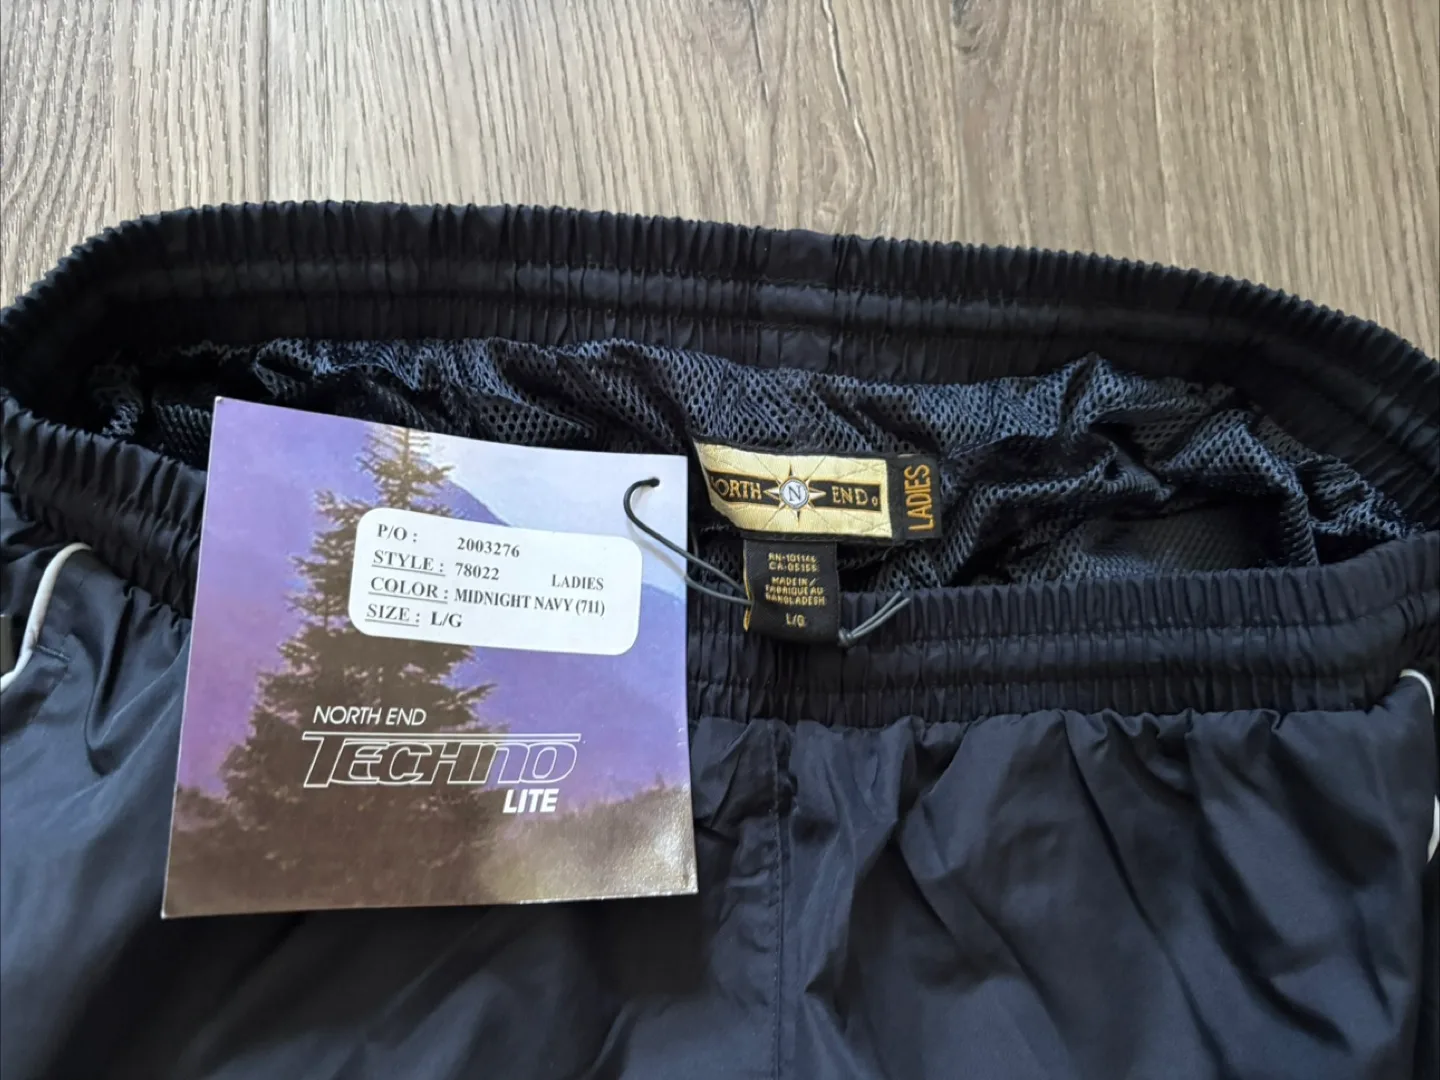 P/O : 2003276
STYLE : 78022 LADIES
COLOR : MIDNIGHT NAVY (711)
SIZE : L/G
NORTH END
TECHNO
LITE
N
END
LADIES
MADE IN /
FABRIQUE AU
BANGLADESH
L/G